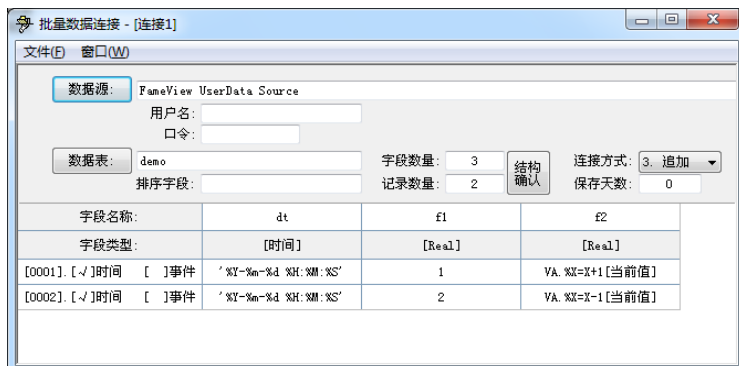 批量数据连接 - [连接1]
文件(F) 窗口(W)
数据源: FameView UserData Source
用户名:
口令:
数据表: demo 字段数量: 3 结构确认 连接方式: 3. 追加
排序字段: 记录数量: 2 保存天数: 0
字段名称: dt f1 f2
字段类型: [时间] [Real] [Real]
[0001].[√]时间 [ ]事件 '%Y-%m-%d %H:%M:%S' 1 VA.%X=X+1[当前值]
[0002].[√]时间 [ ]事件 '%Y-%m-%d %H:%M:%S' 2 VA.%X=X-1[当前值]